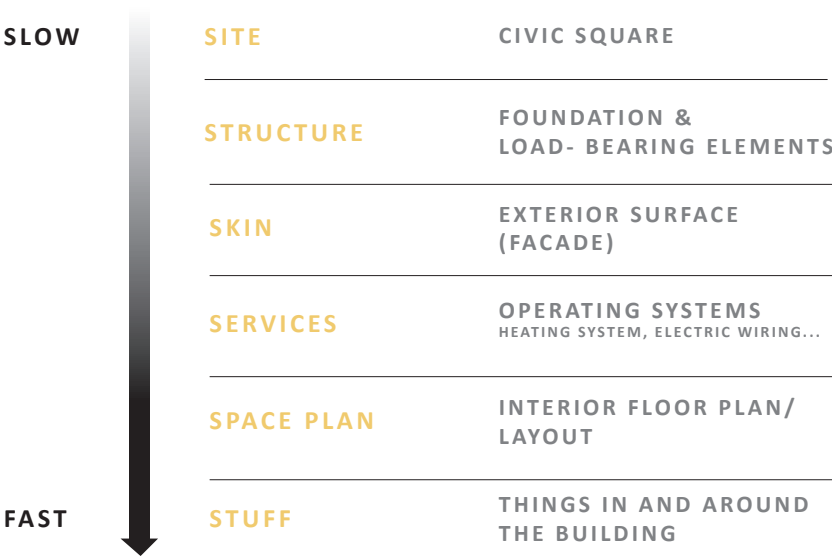 SLOW SITE CIVIC SQUARE
STRUCTURE FOUNDATION &
LOAD- BEARING ELEMENTS
SKIN EXTERIOR SURFACE
(FACADE)
SERVICES OPERATING SYSTEMS
HEATING SYSTEM, ELECTRIC WIRING...
SPACE PLAN INTERIOR FLOOR PLAN/
LAYOUT
FAST STUFF THINGS IN AND AROUND
THE BUILDING